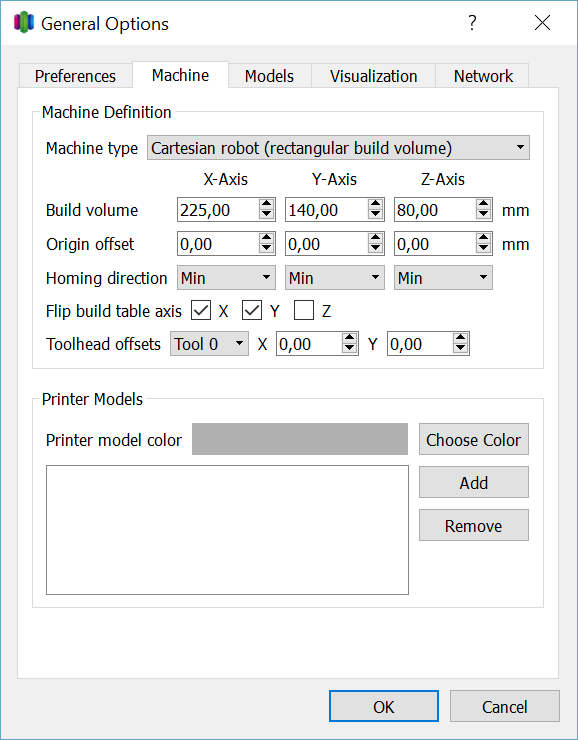 General Options
Preferences Machine Models Visualization Network
Machine Definition
Machine type Cartesian robot (rectangular build volume)
X-Axis Y-Axis Z-Axis
Build volume 225,00 140,00 80,00 mm
Origin offset 0,00 0,00 0,00 mm
Homing direction Min Min Min
Flip build table axis X Y Z
Toolhead offsets Tool 0 X 0,00 Y 0,00
Printer Models
Printer model color Choose Color
Add
Remove
OK Cancel